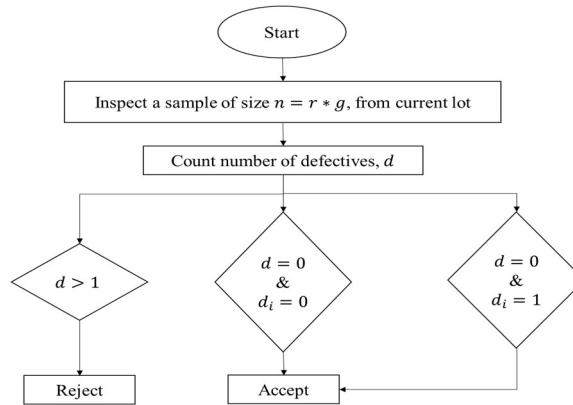 Start
Inspect a sample of size n = r * g, from current lot
Count number of defectives, d
d > 1
d = 0
&
d_i = 0
d = 0
&
d_i = 1
Reject
Accept